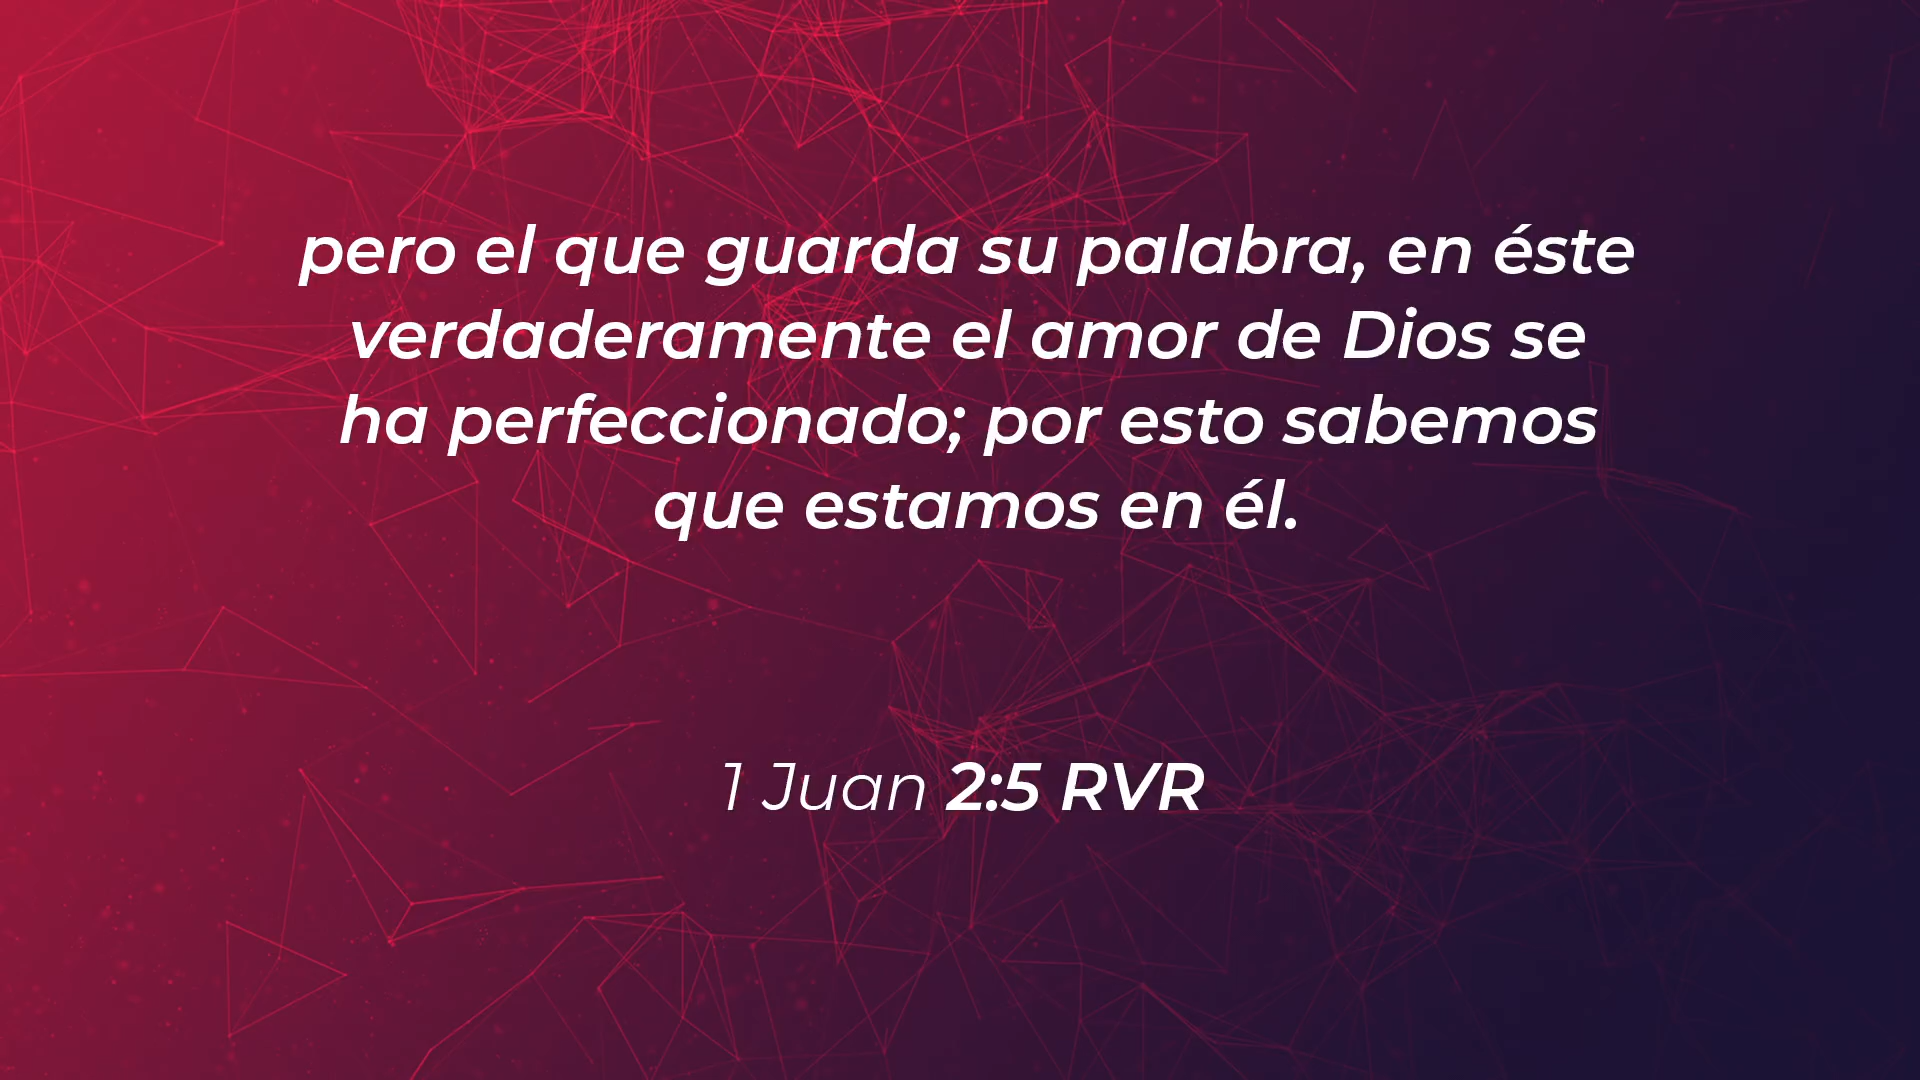 pero el que guarda su palabra, en éste
verdaderamente el amor de Dios se
ha perfeccionado; por esto sabemos
que estamos en él.
1 Juan 2:5 RVR